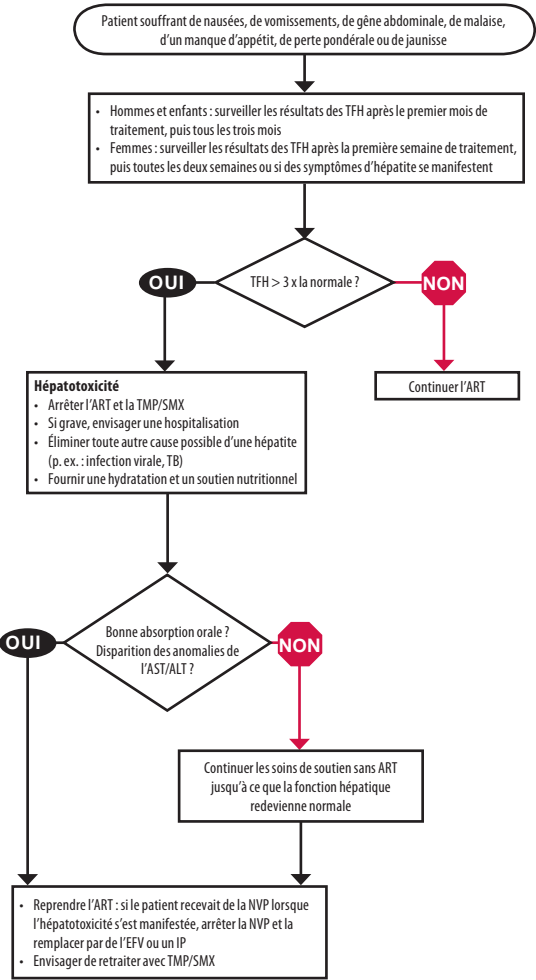 Patient souffrant de nausées, de vomissements, de gêne abdominale, de malaise,
d'un manque d'appétit, de perte pondérale ou de jaunisse
• Hommes et enfants : surveiller les résultats des TFH après le premier mois de
traitement, puis tous les trois mois
• Femmes : surveiller les résultats des TFH après la première semaine de traitement,
puis toutes les deux semaines ou si des symptômes d'hépatite se manifestent
OUI
TFH > 3 x la normale ?
NON
Hépatotoxicité
• Arrêter l'ART et la TMP/SMX
• Si grave, envisager une hospitalisation
• Éliminer toute autre cause possible d'une hépatite
(p. ex. : infection virale, TB)
• Fournir une hydratation et un soutien nutritionnel
Continuer l'ART
OUI
Bonne absorption orale ?
Disparition des anomalies de
l'AST/ALT ?
NON
Continuer les soins de soutien sans ART
jusqu'à ce que la fonction hépatique
redevienne normale
• Reprendre l'ART : si le patient recevait de la NVP lorsque
l'hépatotoxicité s'est manifestée, arrêter la NVP et la
remplacer par de l'EFV ou un IP
• Envisager de retraiter avec TMP/SMX